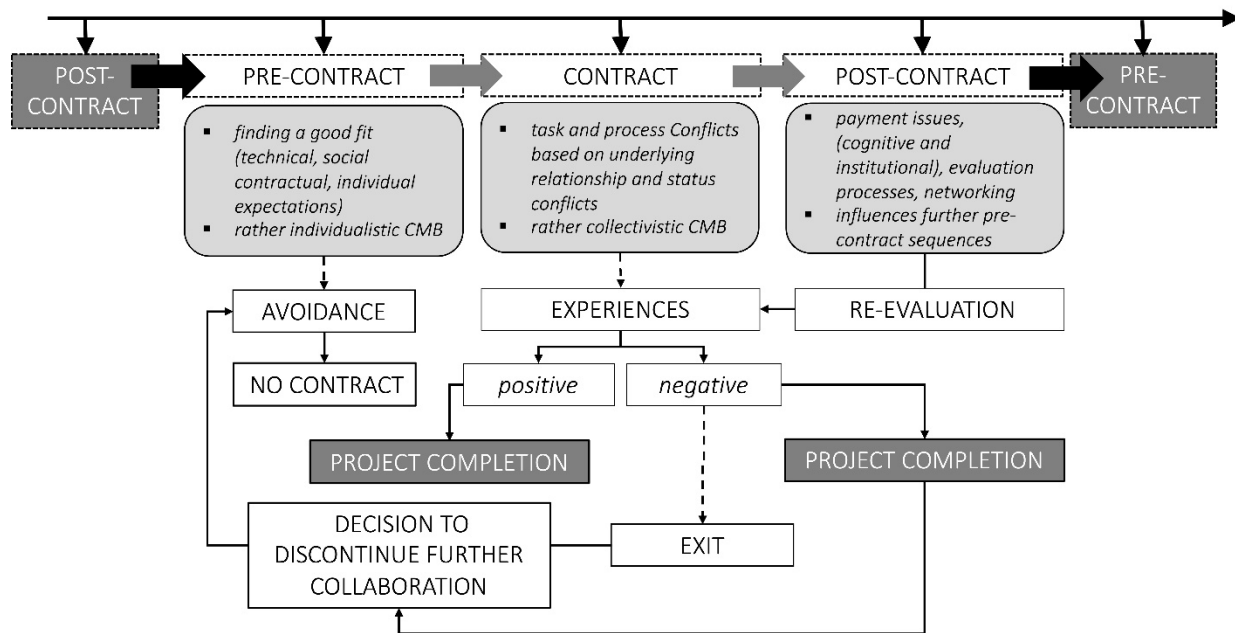 POST-
CONTRACT
PRE-CONTRACT
CONTRACT
POST-CONTRACT
PRE-
CONTRACT
▪ finding a good fit
(technical, social
contractual, individual
expectations)
▪ rather individualistic CMB
▪ task and process Conflicts
based on underlying
relationship and status
conflicts
▪ rather collectivistic CMB
▪ payment issues,
(cognitive and
institutional), evaluation
processes, networking
▪ influences further pre-
contract sequences
AVOIDANCE
EXPERIENCES
RE-EVALUATION
NO CONTRACT
positive
negative
PROJECT COMPLETION
PROJECT COMPLETION
DECISION TO
DISCONTINUE FURTHER
COLLABORATION
EXIT